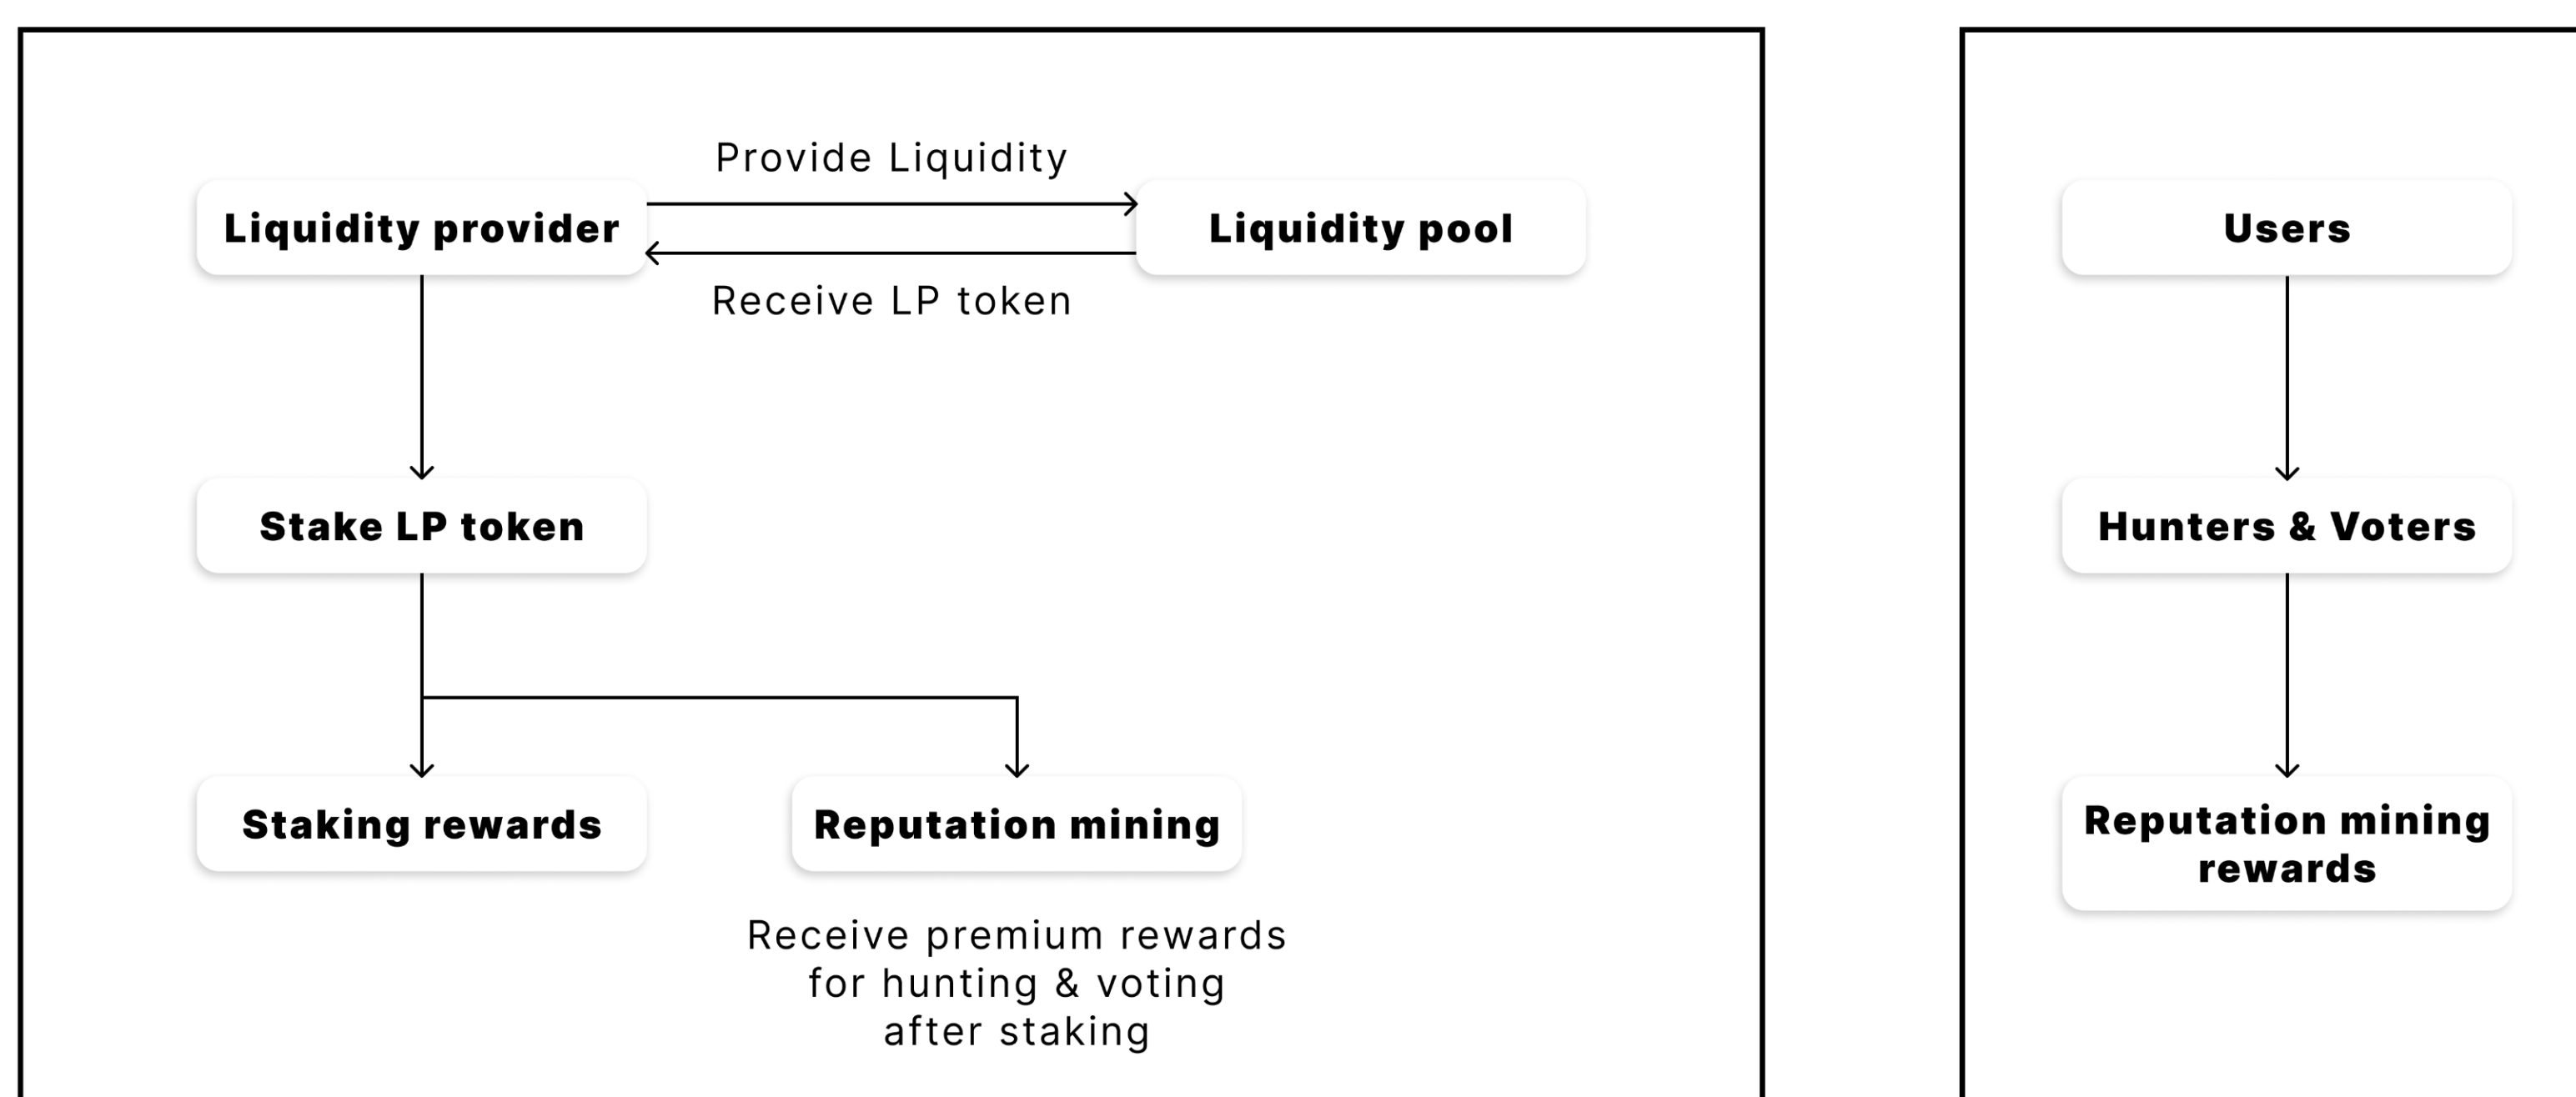 Provide Liquidity
Liquidity provider
Liquidity pool
Receive LP token
Stake LP token
Staking rewards
Reputation mining
Receive premium rewards
for hunting & voting
after staking
Users
Hunters & Voters
Reputation mining
rewards